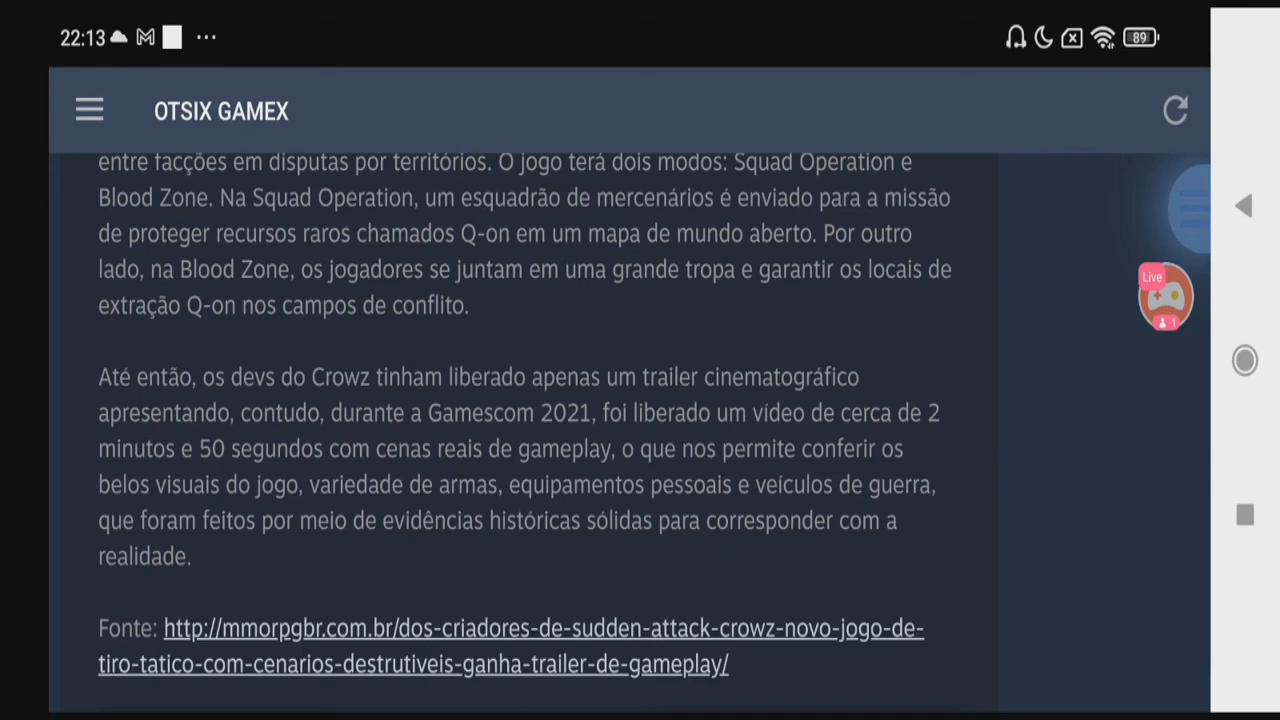 22:13
89
OTSIX GAMEX
entre facções em disputas por territórios. O jogo terá dois modos: Squad Operation e
Blood Zone. Na Squad Operation, um esquadrão de mercenários é enviado para a missão
de proteger recursos raros chamados Q-on em um mapa de mundo aberto. Por outro
lado, na Blood Zone, os jogadores se juntam em uma grande tropa e garantir os locais de
extração Q-on nos campos de conflito.
Live
1
Até então, os devs do Crowz tinham liberado apenas um trailer cinematográfico
apresentando, contudo, durante a Gamescom 2021, foi liberado um vídeo de cerca de 2
minutos e 50 segundos com cenas reais de gameplay, o que nos permite conferir os
belos visuais do jogo, variedade de armas, equipamentos pessoais e veículos de guerra,
que foram feitos por meio de evidências históricas sólidas para corresponder com a
realidade.
Fonte: http://mmorpgbr.com.br/dos-criadores-de-sudden-attack-crowz-novo-jogo-de-
tiro-tatico-com-cenarios-destrutiveis-ganha-trailer-de-gameplay/